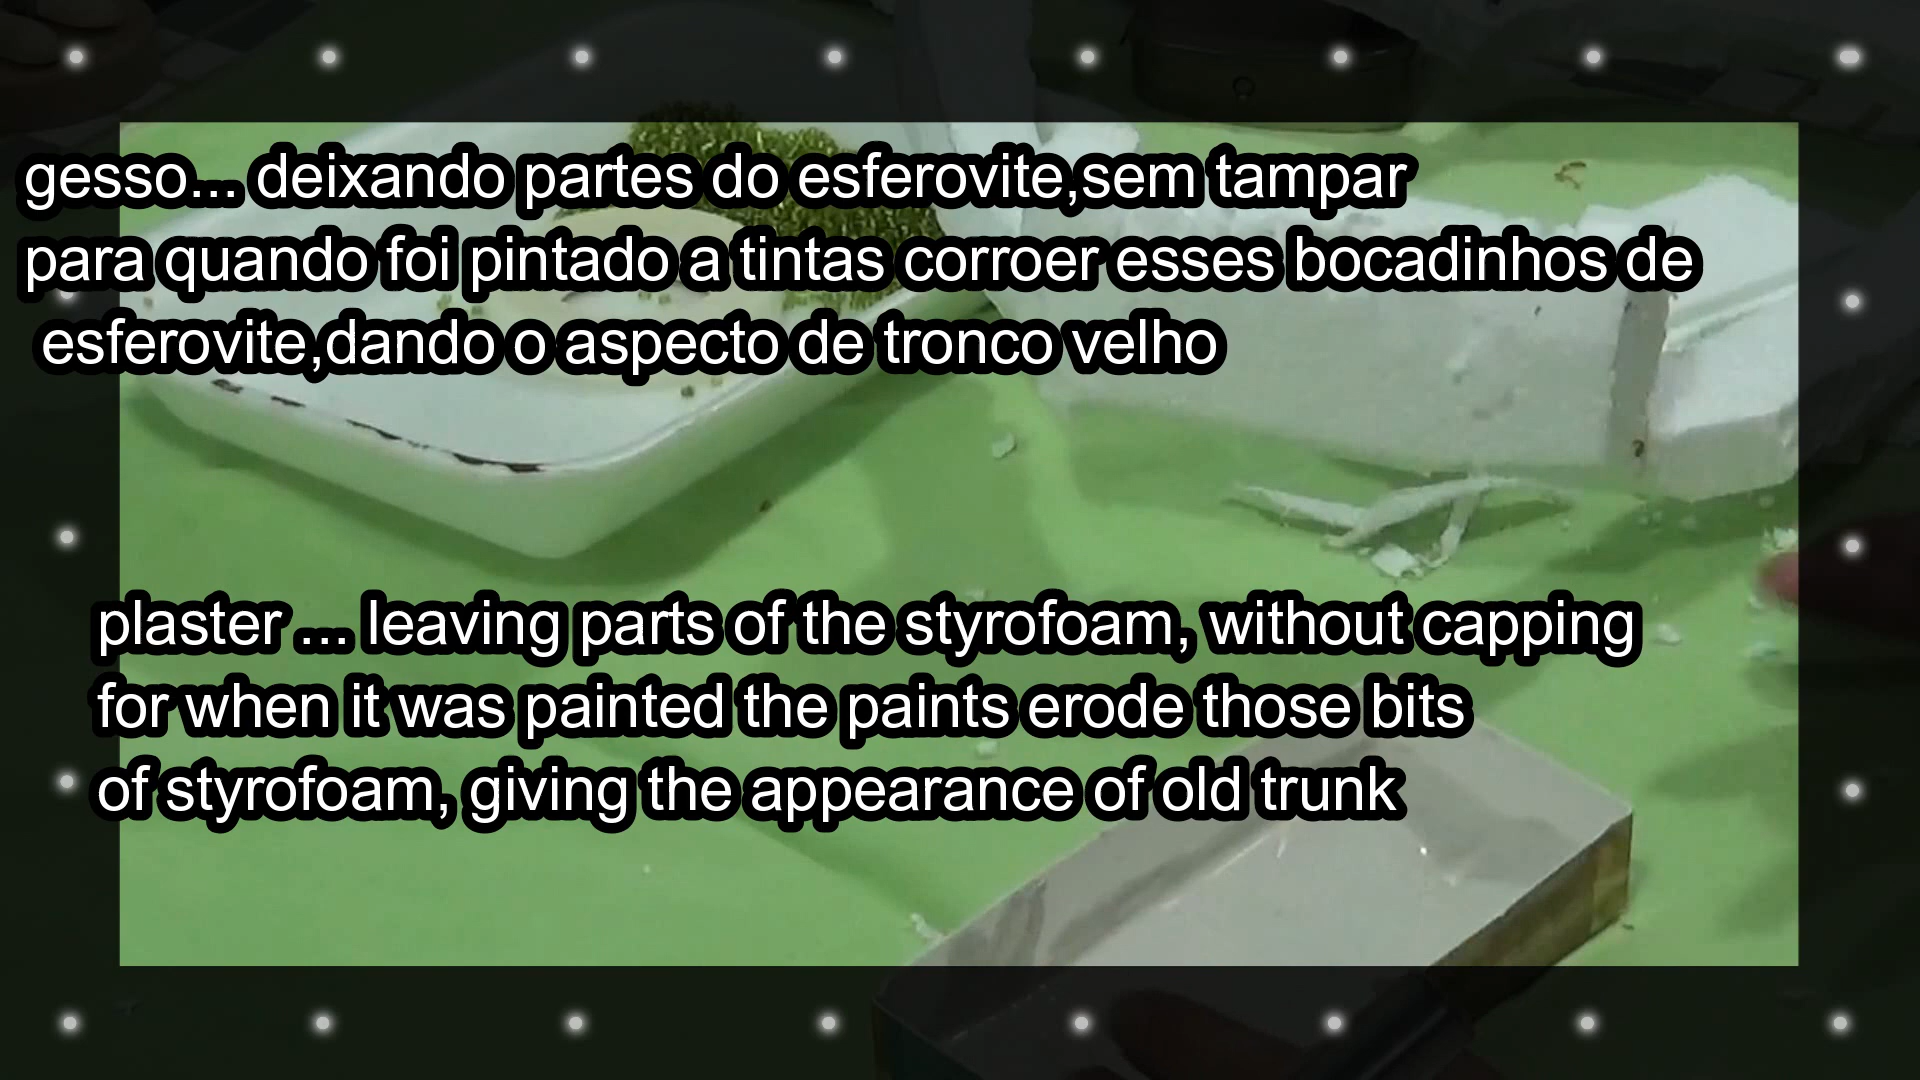 gesso... deixando partes do esferovite,sem tampar
para quando foi pintado a tintas corroer esses bocadinhos de
esferovite,dando o aspecto de tronco velho
plaster ... leaving parts of the styrofoam, without capping
for when it was painted the paints erode those bits
of styrofoam, giving the appearance of old trunk